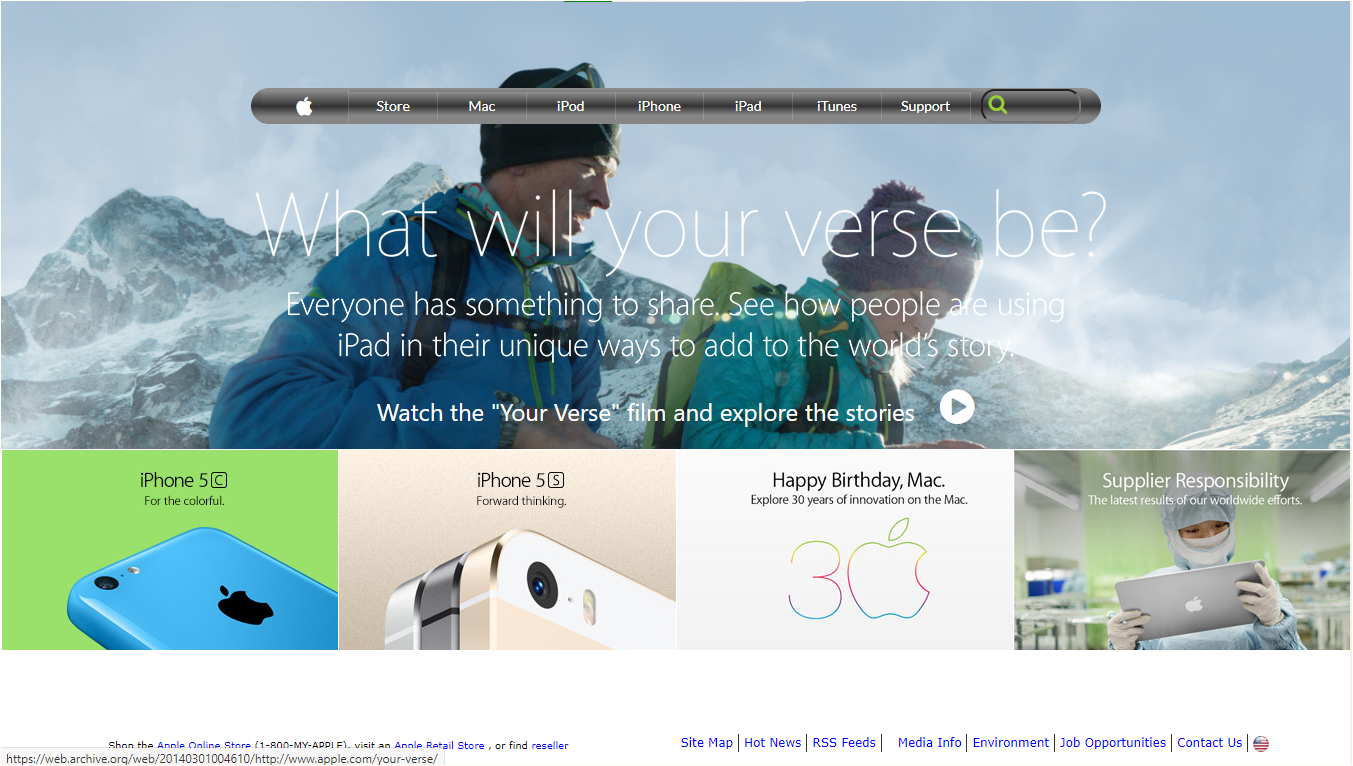 Store Mac iPod iPhone iPad iTunes Support
What will your verse be?
Everyone has something to share. See how people are using
iPad in their unique ways to add to the world's story.
Watch the "Your Verse" film and explore the stories
iPhone 5C
For the colorful.
iPhone 5S
Forward thinking.
Happy Birthday, Mac.
Explore 30 years of innovation on the Mac.
30
Supplier Responsibility
The latest results of our worldwide efforts.
Shop the Apple Online Store (1-800-MY-APPLE), visit an Apple Retail Store , or find reseller
Site Map | Hot News | RSS Feeds | Media Info | Environment | Job Opportunities | Contact Us |
https://web.archive.org/web/20140301004610/http://www.apple.com/your-verse/